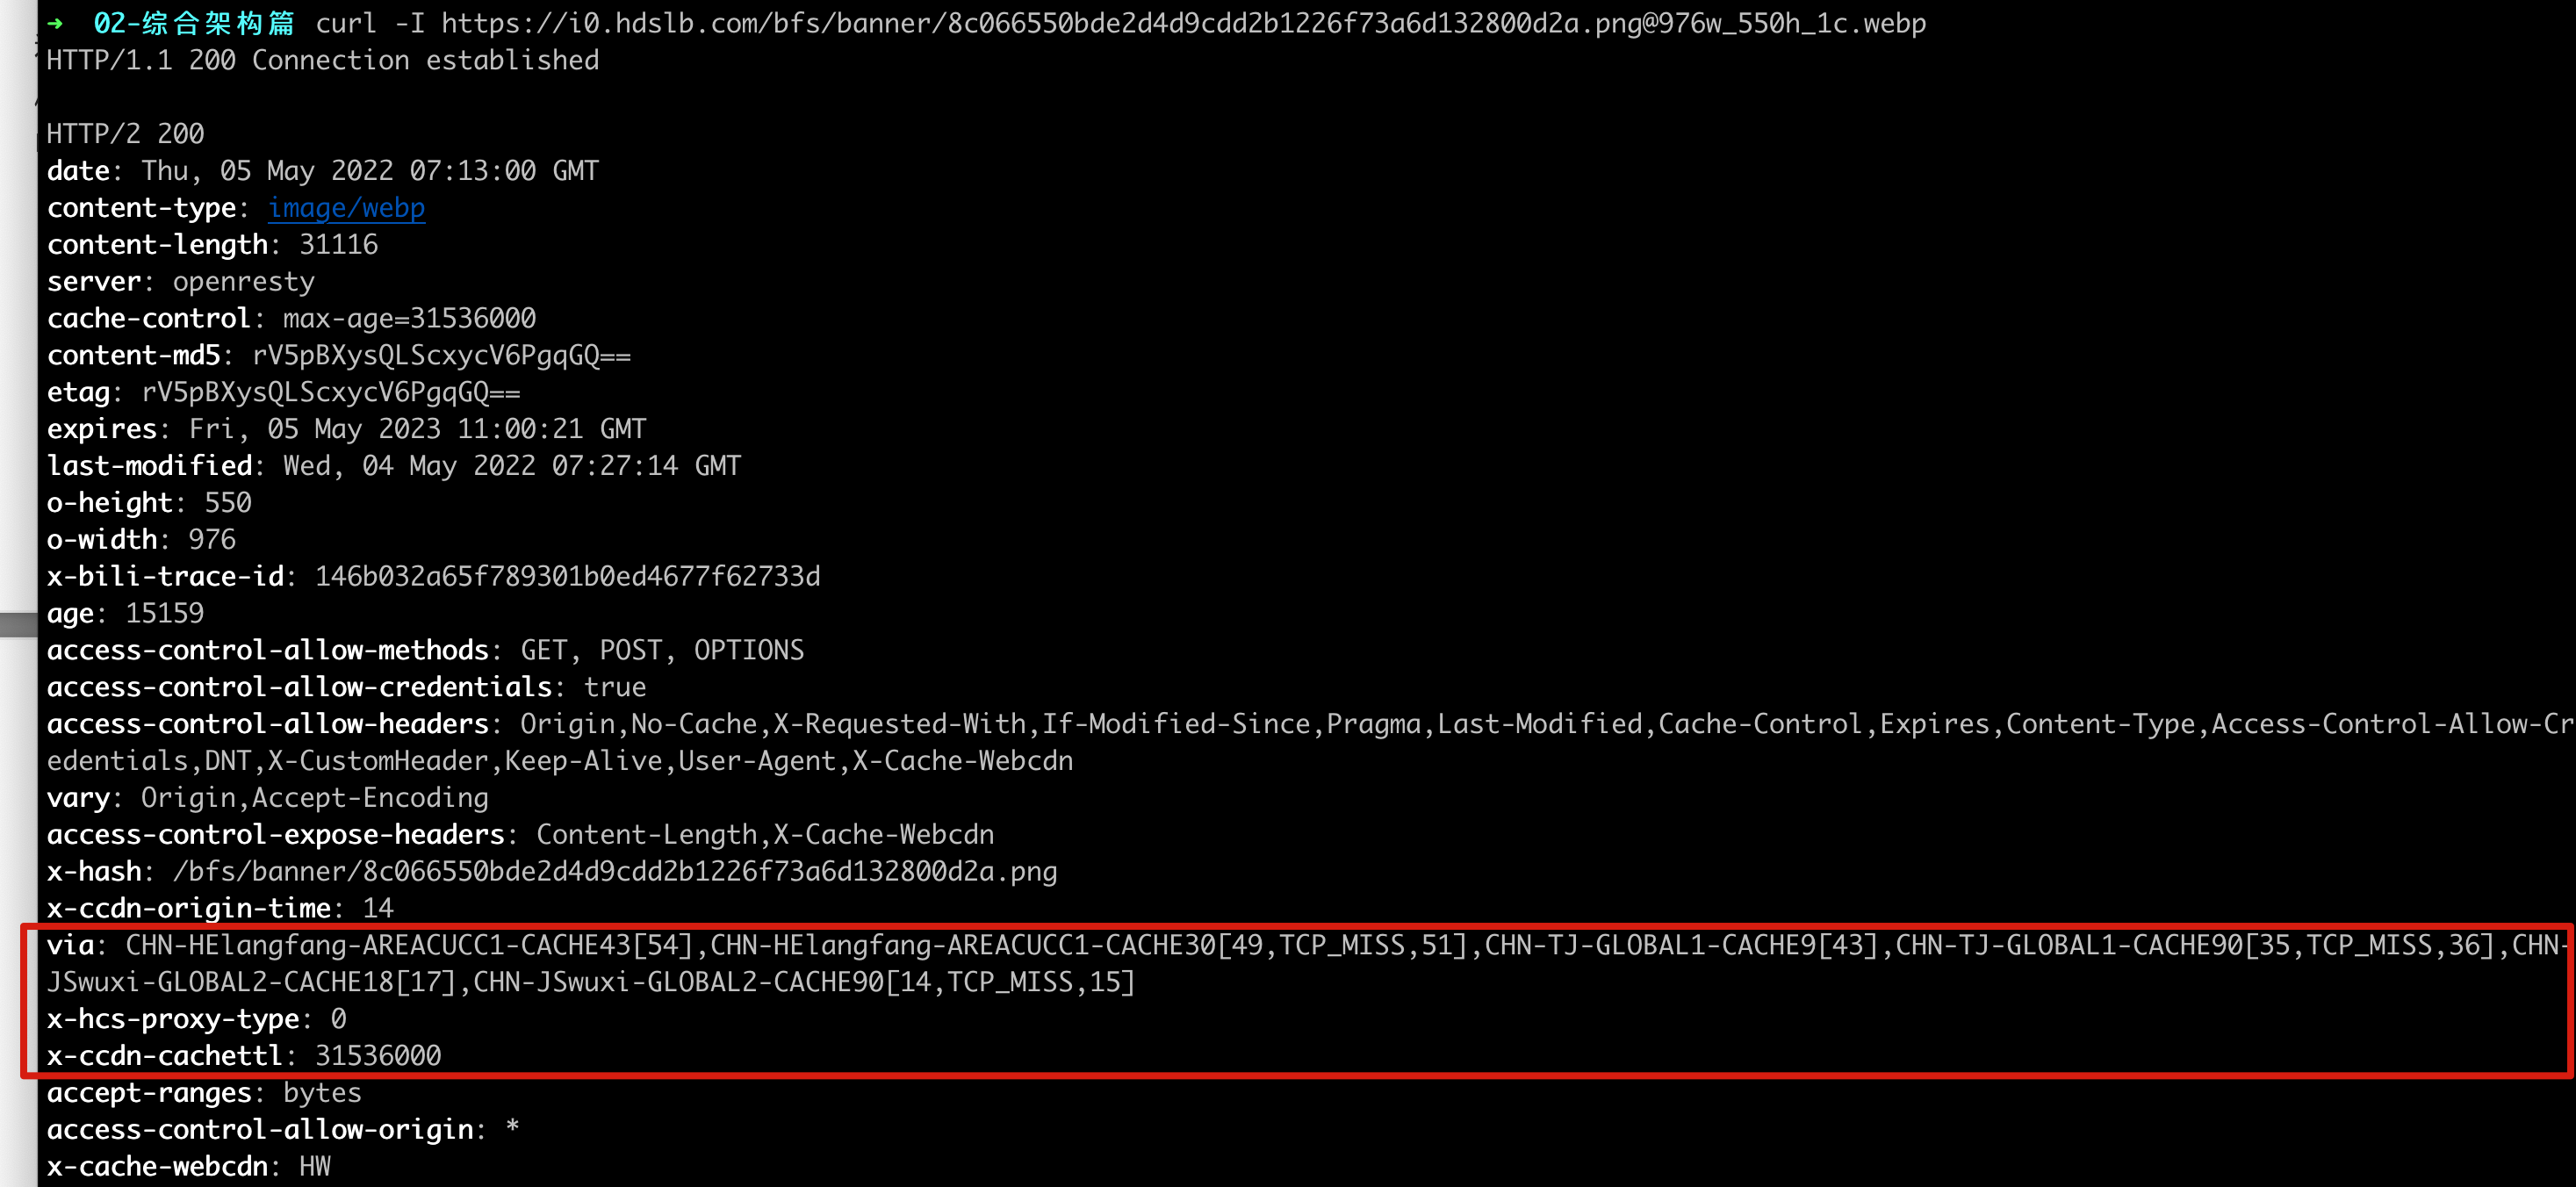 ➜  02-综合架构篇 curl -I https://i0.hdslb.com/bfs/banner/8c066550bde2d4d9cdd2b1226f73a6d132800d2a.png@976w_550h_1c.webp
HTTP/1.1 200 Connection established
HTTP/2 200
date: Thu, 05 May 2022 07:13:00 GMT
content-type: image/webp
content-length: 31116
server: openresty
cache-control: max-age=31536000
content-md5: rV5pBXysQLScxycV6PgqGQ==
etag: rV5pBXysQLScxycV6PgqGQ==
expires: Fri, 05 May 2023 11:00:21 GMT
last-modified: Wed, 04 May 2022 07:27:14 GMT
o-height: 550
o-width: 976
x-bili-trace-id: 146b032a65f789301b0ed4677f62733d
age: 15159
access-control-allow-methods: GET, POST, OPTIONS
access-control-allow-credentials: true
access-control-allow-headers: Origin,No-Cache,X-Requested-With,If-Modified-Since,Pragma,Last-Modified,Cache-Control,Expires,Content-Type,Access-Control-Allow-Cr
edentials,DNT,X-CustomHeader,Keep-Alive,User-Agent,X-Cache-Webcdn
vary: Origin,Accept-Encoding
access-control-expose-headers: Content-Length,X-Cache-Webcdn
x-hash: /bfs/banner/8c066550bde2d4d9cdd2b1226f73a6d132800d2a.png
x-ccdn-origin-time: 14
via: CHN-HElangfang-AREACUCC1-CACHE43[54],CHN-HElangfang-AREACUCC1-CACHE30[49,TCP_MISS,51],CHN-TJ-GLOBAL1-CACHE9[43],CHN-TJ-GLOBAL1-CACHE90[35,TCP_MISS,36],CHN-
JSwuxi-GLOBAL2-CACHE18[17],CHN-JSwuxi-GLOBAL2-CACHE90[14,TCP_MISS,15]
x-hcs-proxy-type: 0
x-ccdn-cachettl: 31536000
accept-ranges: bytes
access-control-allow-origin: *
x-cache-webcdn: HW